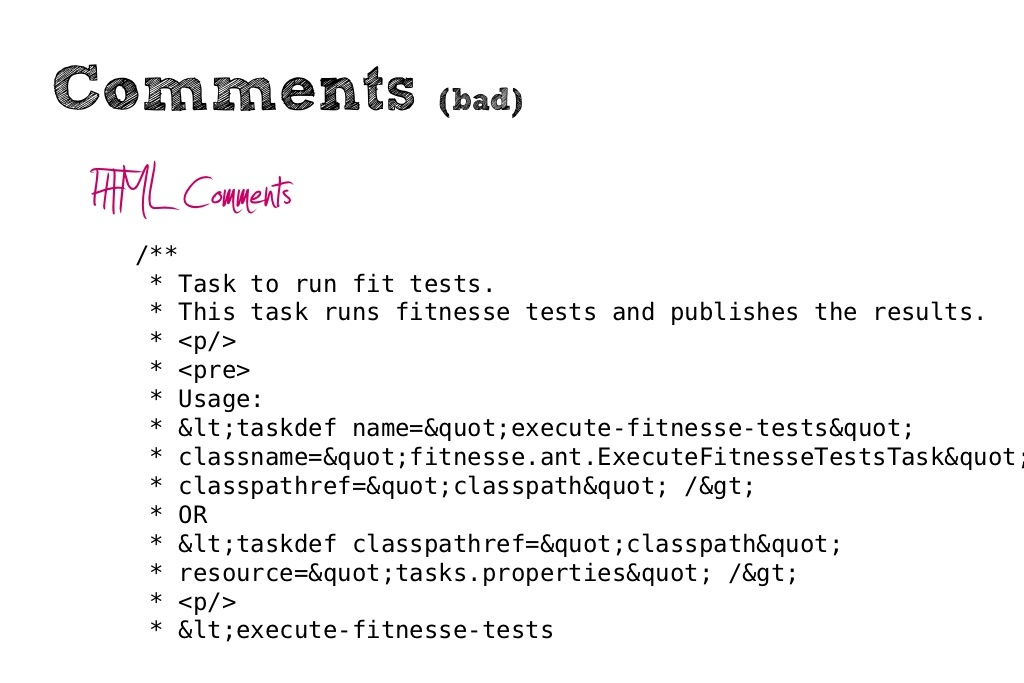 Comments (bad)
HTML Comments
/**
* Task to run fit tests.
* This task runs fitnesse tests and publishes the results.
* <p/>
* <pre>
* Usage:
* &lt;taskdef name=&quot;execute-fitnesse-tests&quot;
* classname=&quot;fitnesse.ant.ExecuteFitnesseTestsTask&quot;
* classpathref=&quot;classpath&quot; /&gt;
* OR
* &lt;taskdef classpathref=&quot;classpath&quot;
* resource=&quot;tasks.properties&quot; /&gt;
* <p/>
* &lt;execute-fitnesse-tests